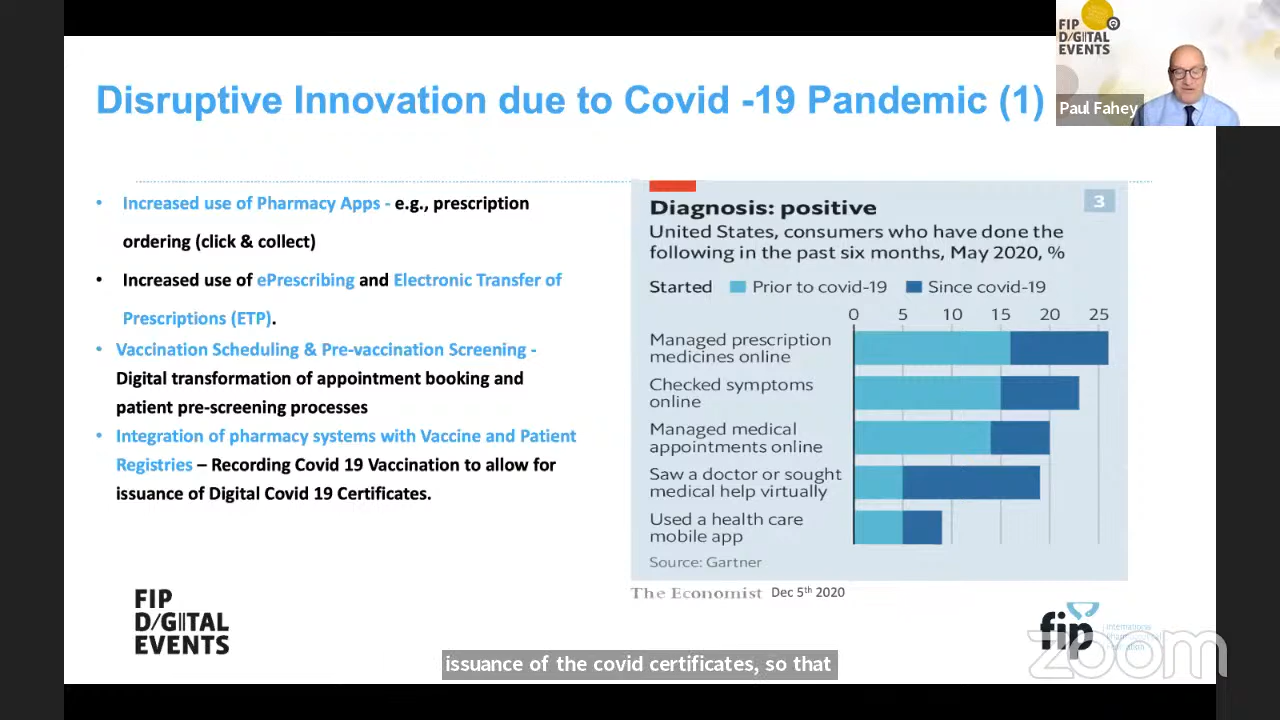 FIP
D/G|TAL
EVENTS
Paul Fahey
Disruptive Innovation due to Covid -19 Pandemic (1)
• Increased use of Pharmacy Apps - e.g., prescription
ordering (click & collect)
• Increased use of ePrescribing and Electronic Transfer of
Prescriptions (ETP).
• Vaccination Scheduling & Pre-vaccination Screening -
Digital transformation of appointment booking and
patient pre-screening processes
• Integration of pharmacy systems with Vaccine and Patient
Registries – Recording Covid 19 Vaccination to allow for
issuance of Digital Covid 19 Certificates.
3
Diagnosis: positive
United States, consumers who have done the
following in the past six months, May 2020, %
Started Prior to covid-19 Since covid-19
0 5 10 15 20 25
Managed prescription
medicines online
Checked symptoms
online
Managed medical
appointments online
Saw a doctor or sought
medical help virtually
Used a health care
mobile app
Source: Gartner
The Economist Dec 5th 2020
FIP
D/G|TAL
EVENTS
fip
International
zoom
issuance of the covid certificates, so that